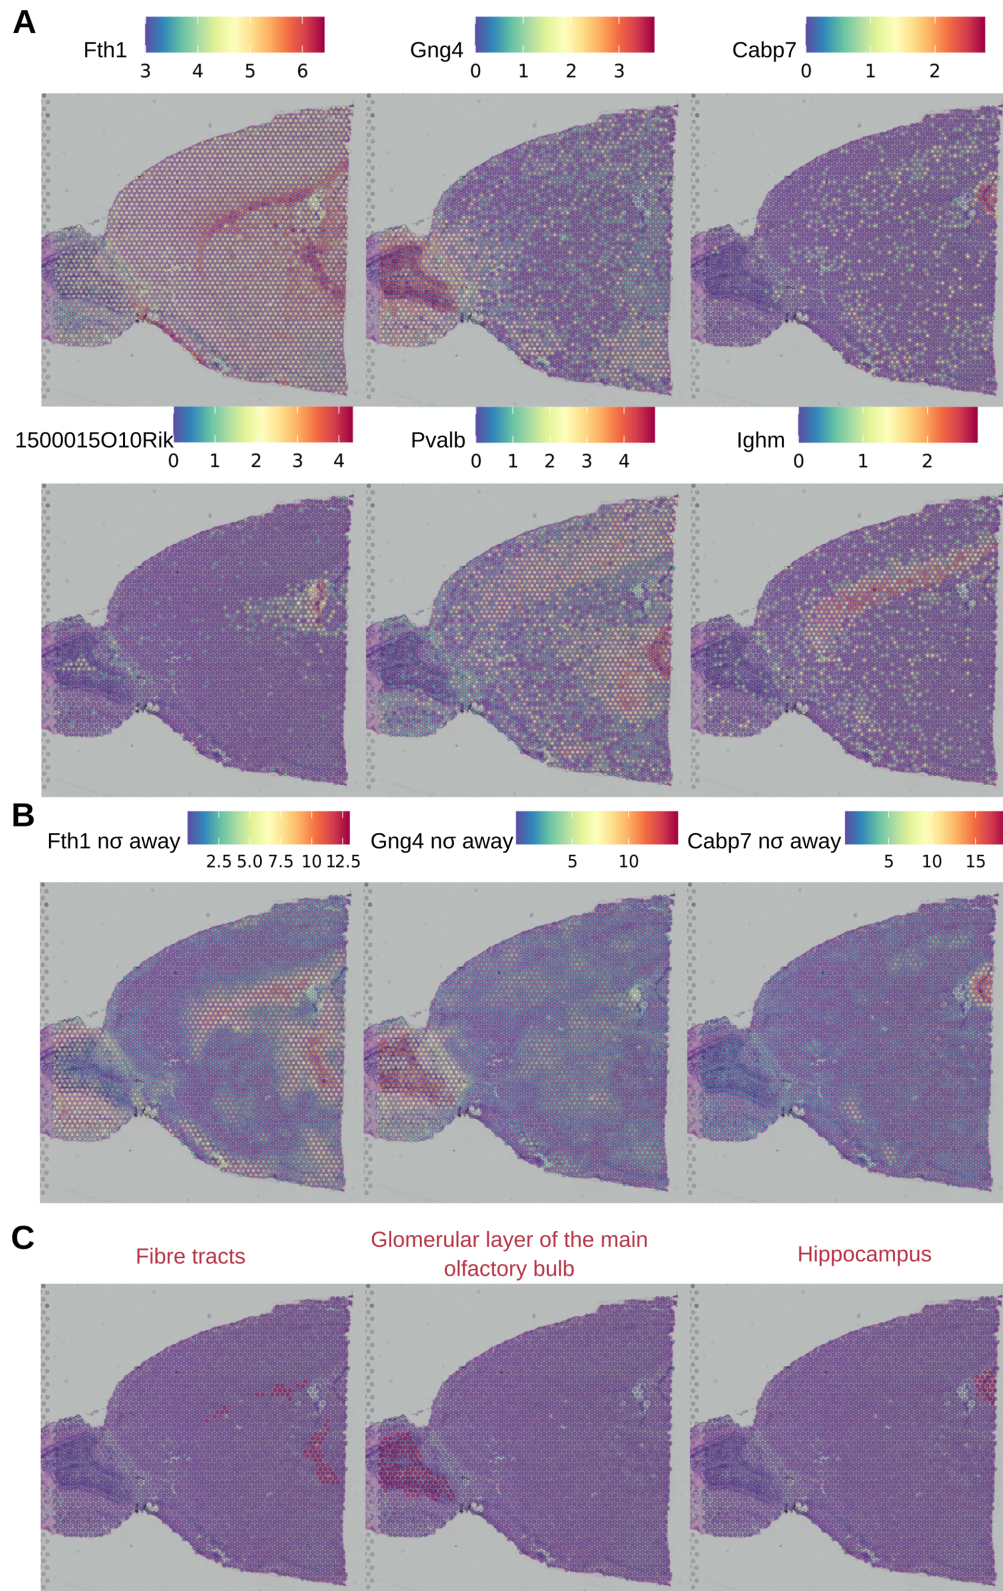 A
Fth1
3 4 5 6
Gng4
0 1 2 3
Cabp7
0 1 2
1500015O10Rik
0 1 2 3 4
Pvalb
0 1 2 3 4
Ighm
0 1 2
B
Fth1 nσ away
2.5 5.0 7.5 10 12.5
Gng4 nσ away
5 10
Cabp7 nσ away
5 10 15
C
Fibre tracts
Glomerular layer of the main
olfactory bulb
Hippocampus